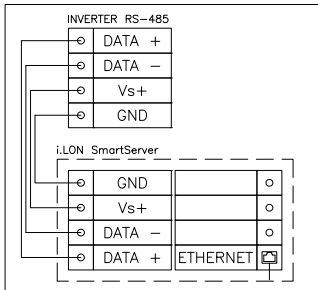 INVERTER RS-485
DATA +
DATA -
Vs+
GND
i.LON SmartServer
GND
Vs+
DATA -
DATA + ETHERNET